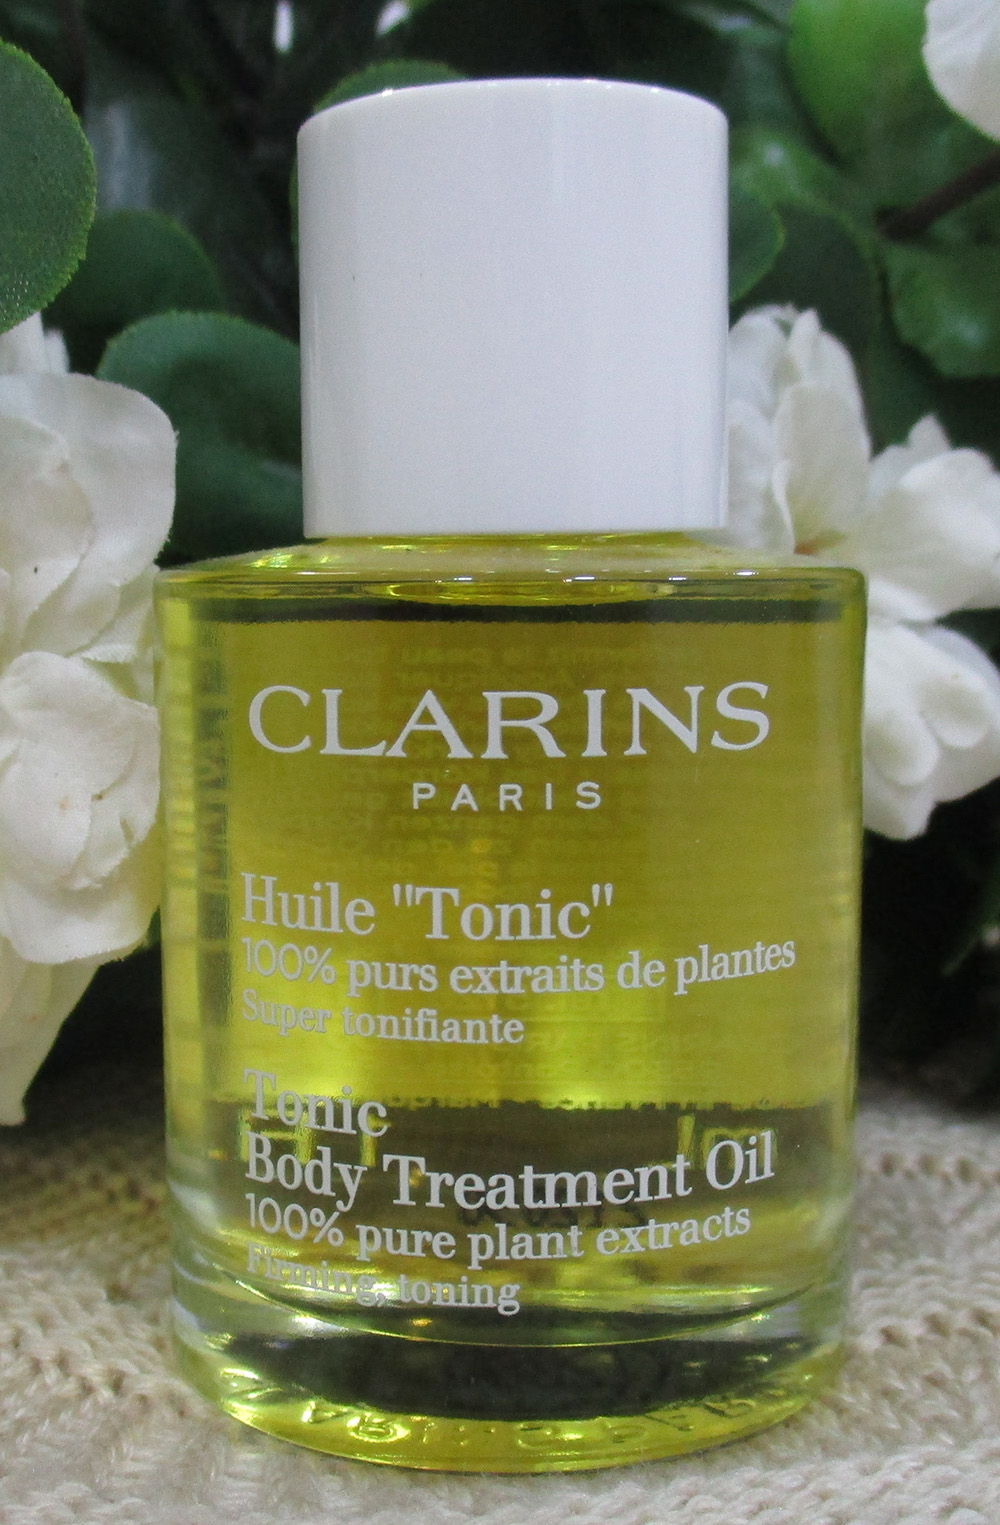 CLARINS
PARIS
Huile "Tonic"
100% purs extraits de plantes
Super tonifiante
Tonic
Body Treatment Oil
100% pure plant extracts
Firming, toning